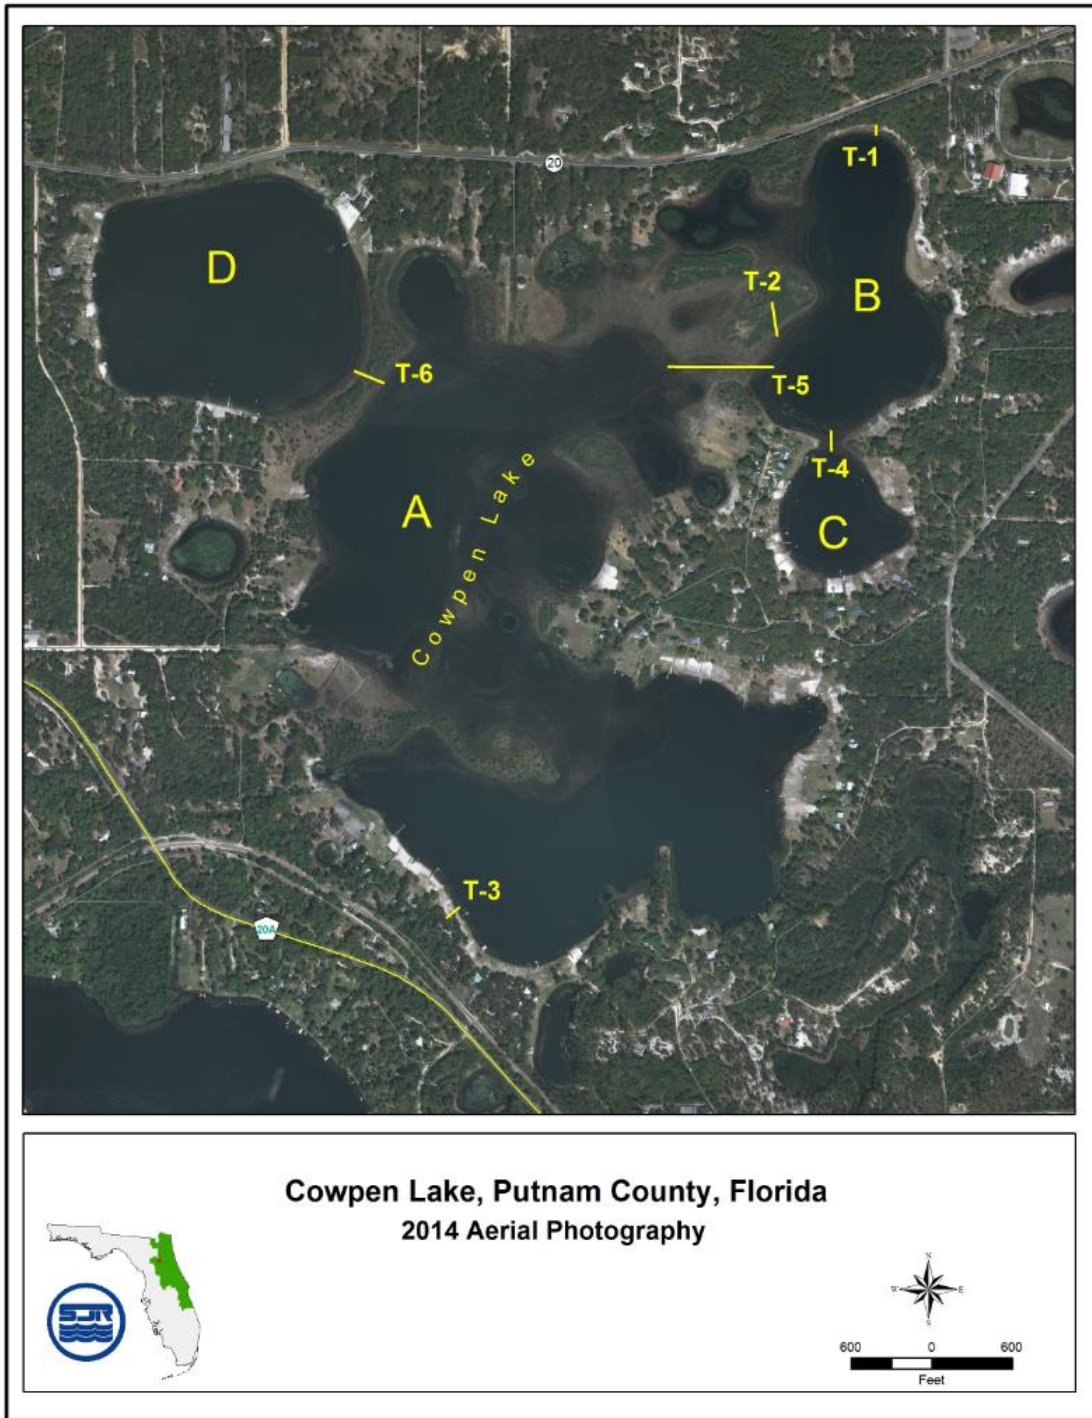 20
T-1
D
T-2
B
T-6
T-5
T-4
A
C
Cowpen Lake
T-3
20A
Cowpen Lake, Putnam County, Florida
2014 Aerial Photography
SJR
N
W E
S
600 0 600
Feet